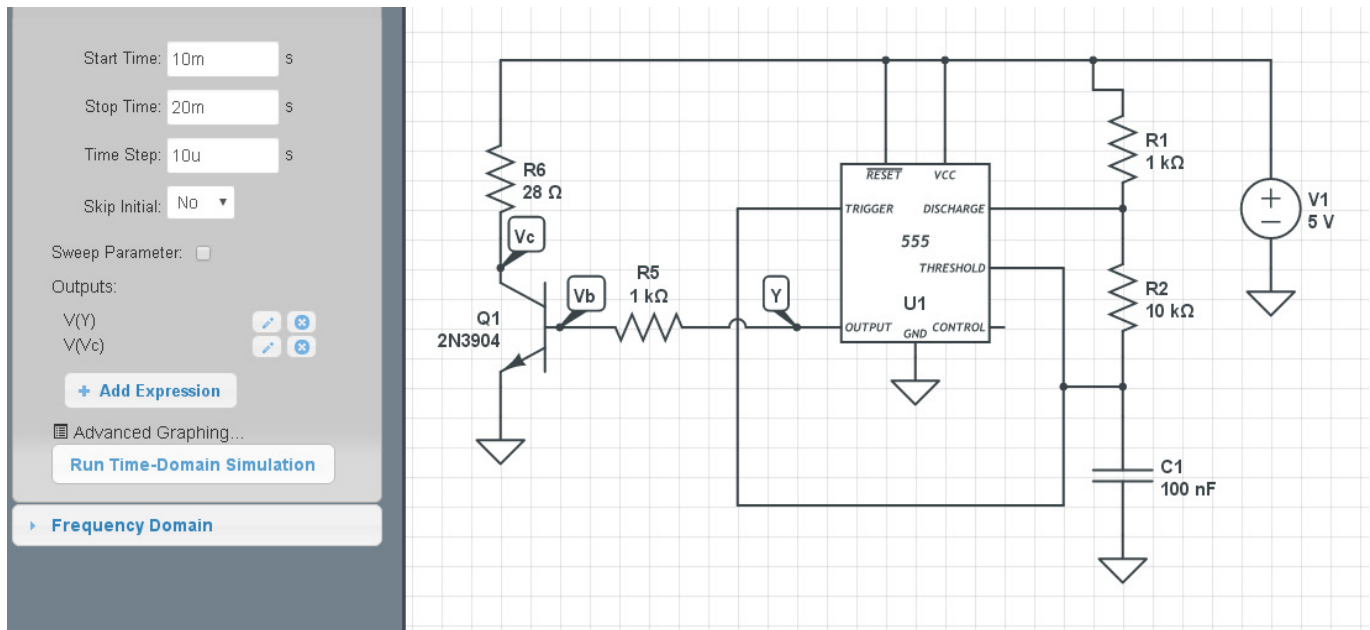 Start Time: 10m s
Stop Time: 20m s
Time Step: 10u s
Skip Initial: No
Sweep Parameter:
Outputs:
V(Y)
V(Vc)
+ Add Expression
Advanced Graphing...
Run Time-Domain Simulation
Frequency Domain
R6
28 Ω
Vc
Q1
2N3904
Vb
R5
1 kΩ
Y
RESET VCC
TRIGGER DISCHARGE
555
THRESHOLD
U1
OUTPUT GND CONTROL
R1
1 kΩ
R2
10 kΩ
C1
100 nF
V1
5 V